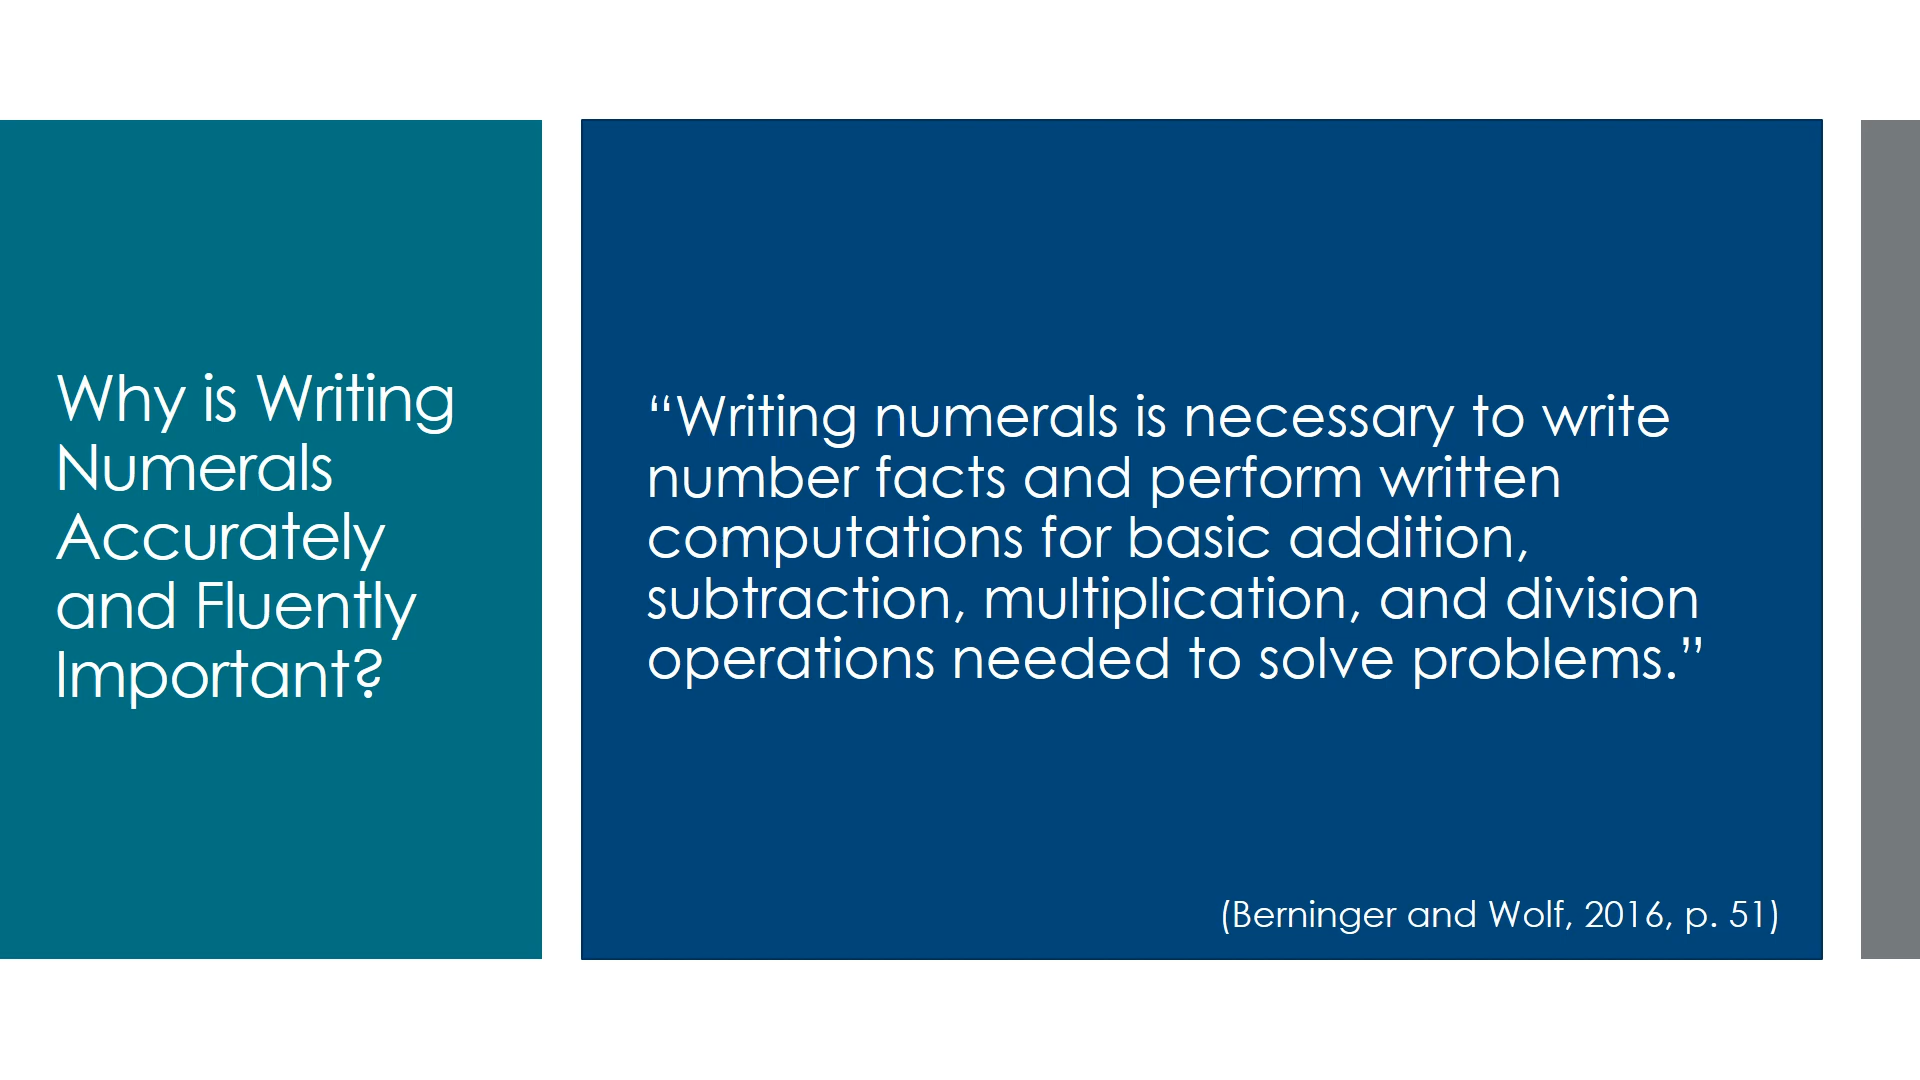 Why is Writing
Numerals
Accurately
and Fluently
Important?
“Writing numerals is necessary to write
number facts and perform written
computations for basic addition,
subtraction, multiplication, and division
operations needed to solve problems.”
(Berninger and Wolf, 2016, p. 51)